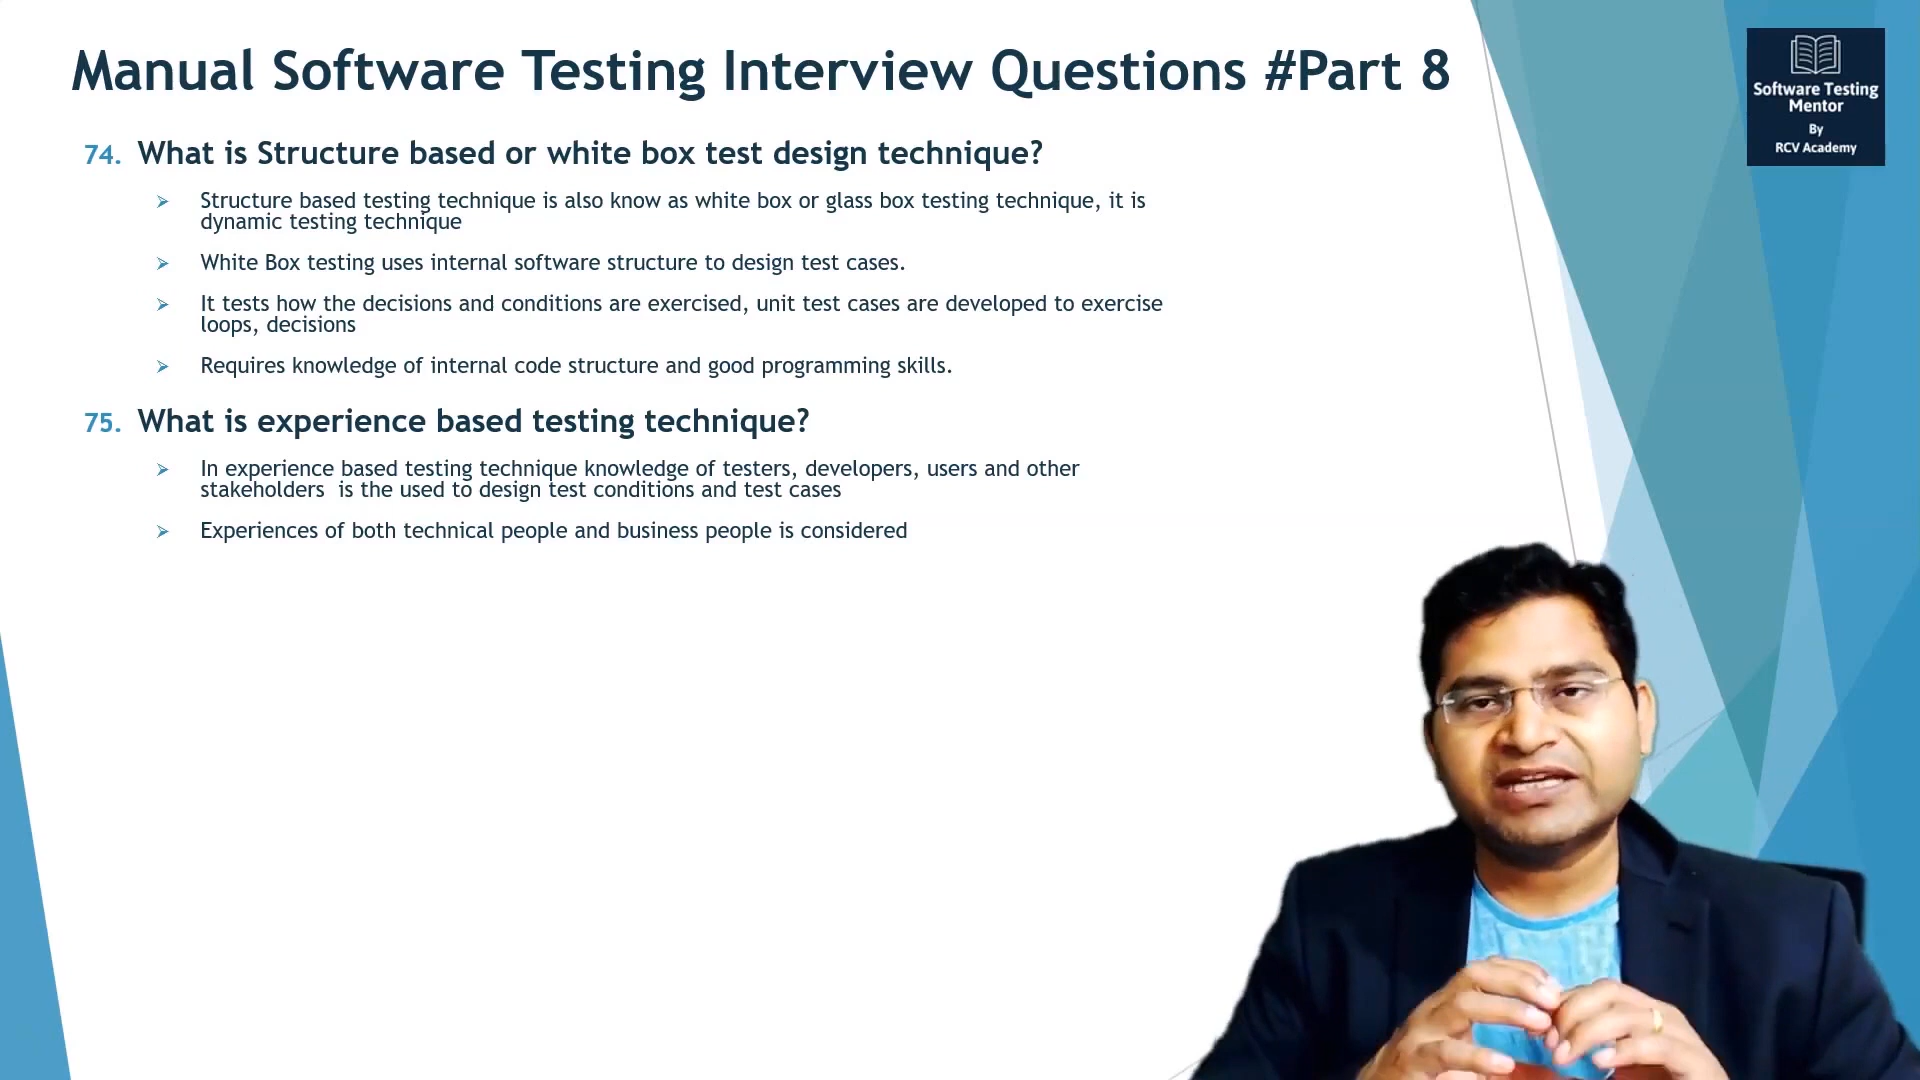 Manual Software Testing Interview Questions #Part 8
Software Testing
Mentor
By
RCV Academy
74. What is Structure based or white box test design technique?
Structure based testing technique is also know as white box or glass box testing technique, it is
dynamic testing technique
White Box testing uses internal software structure to design test cases.
It tests how the decisions and conditions are exercised, unit test cases are developed to exercise
loops, decisions
Requires knowledge of internal code structure and good programming skills.
75. What is experience based testing technique?
In experience based testing technique knowledge of testers, developers, users and other
stakeholders  is the used to design test conditions and test cases
Experiences of both technical people and business people is considered